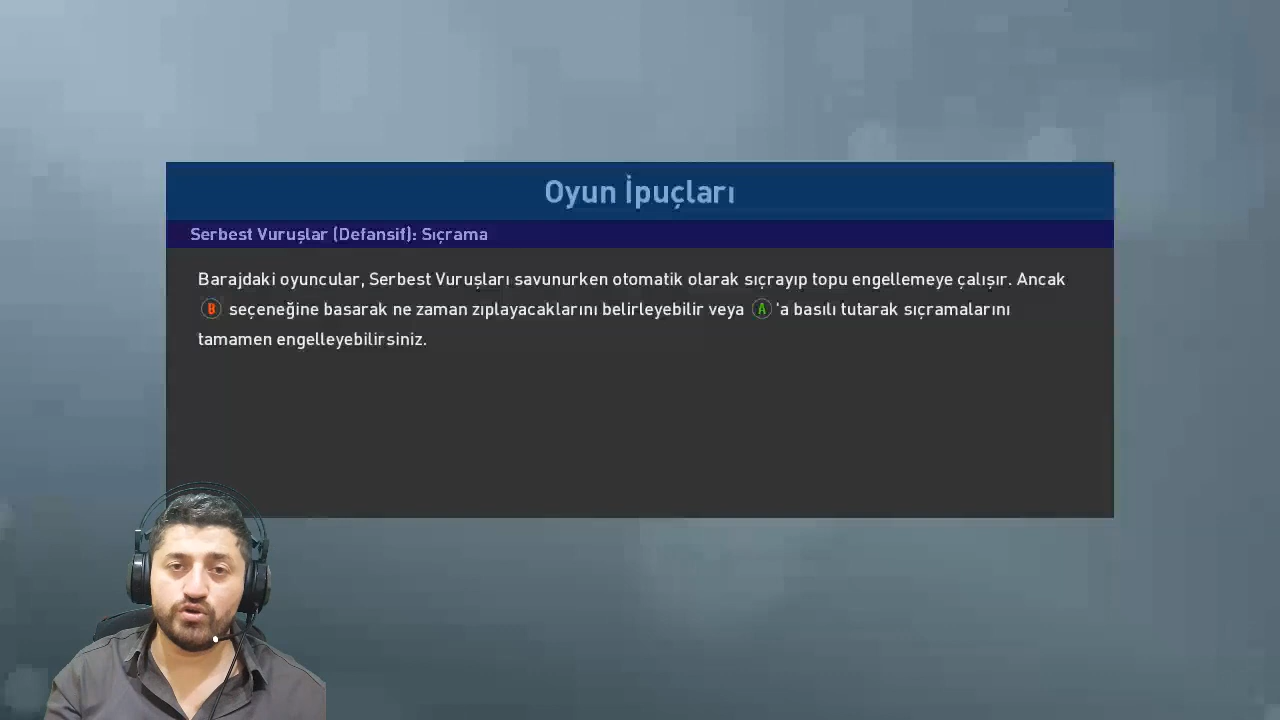 Oyun İpuçları
Serbest Vuruşlar (Defansif): Sıçrama
Barajdaki oyuncular, Serbest Vuruşları savunurken otomatik olarak sıçrayıp topu engellemeye çalışır. Ancak
B seçeneğine basarak ne zaman zıplayacaklarını belirleyebilir veya A 'a basılı tutarak sıçramalarını
tamamen engelleyebilirsiniz.